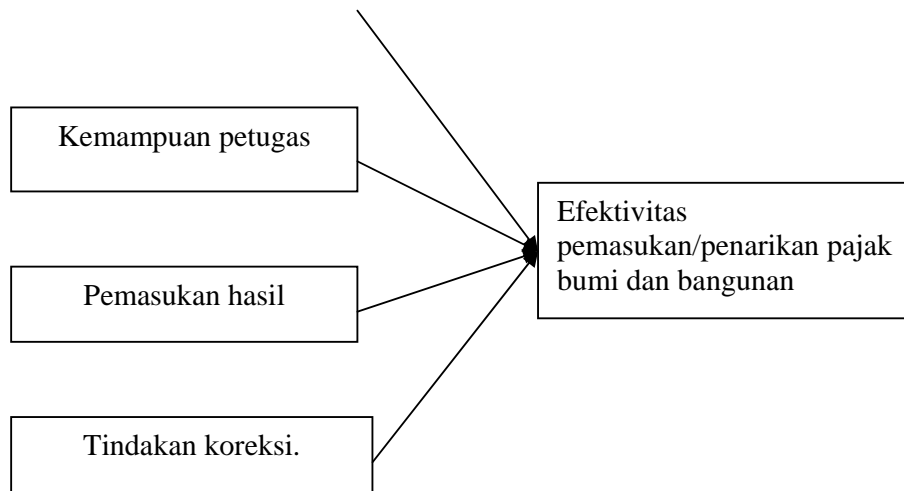 Kemampuan petugas
Efektivitas
pemasukan/penarikan pajak
bumi dan bangunan
Pemasukan hasil
Tindakan koreksi.